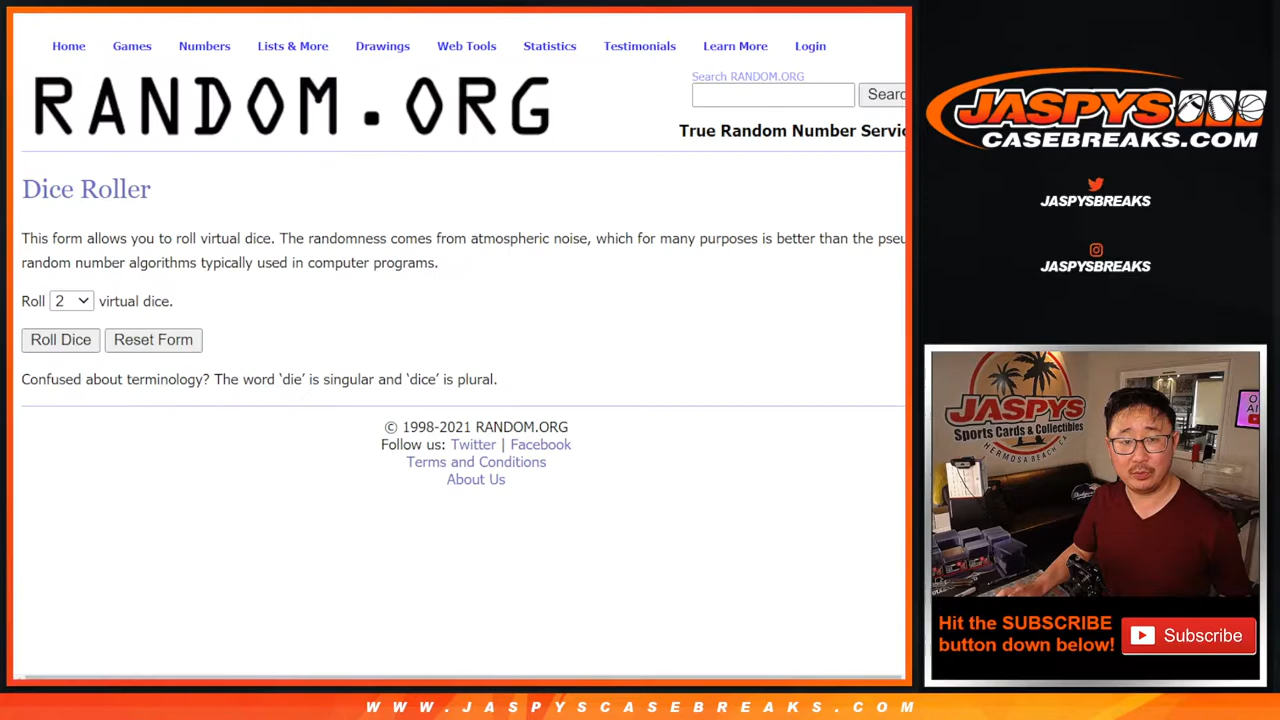 Home Games Numbers Lists & More Drawings Web Tools Statistics Testimonials Learn More Login
RANDOM.ORG
Search RANDOM.ORG
Searc
True Random Number Servic
Dice Roller
This form allows you to roll virtual dice. The randomness comes from atmospheric noise, which for many purposes is better than the pseu
random number algorithms typically used in computer programs.
Roll 2 virtual dice.
Roll Dice Reset Form
Confused about terminology? The word ‘die’ is singular and ‘dice’ is plural.
© 1998-2021 RANDOM.ORG
Follow us: Twitter | Facebook
Terms and Conditions
About Us
JASPYS
CASEBREAKS.COM
JASPYSBREAKS
JASPYSBREAKS
JASPYS
Sports Cards & Collectibles
HERMOSA BEACH CA
Hit the SUBSCRIBE
button down below!
Subscribe
WWW.JASPYSCASEBREAKS.COM